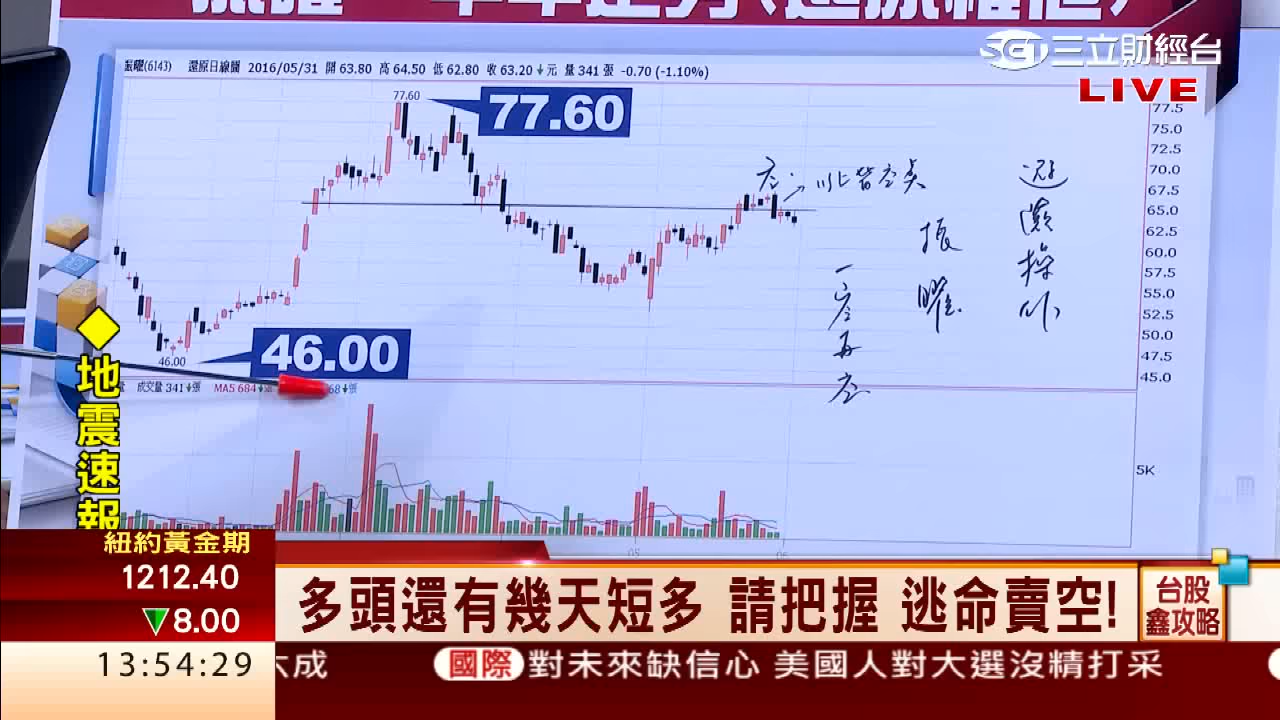 三立財經台
LIVE
振曜(6143) 還原日線圖 2016/05/31 開 63.80 高 64.50 低 62.80 收 63.20↓元 量 341 張 -0.70 (-1.10%)
77.60
77.60
77.5
75.0
72.5
70.0
67.5
65.0
62.5
60.0
57.5
55.0
52.5
50.0
47.5
45.0
振曜
一空再空
46.00
46.00
成交量 341↓張 MA5 684↓張
5K
05
06
地震速報
紐約黃金期
1212.40
▼8.00
13:54:29
多頭還有幾天短多 請把握 逃命賣空!
台股
鑫攻略
國際 對未來缺信心 美國人對大選沒精打采